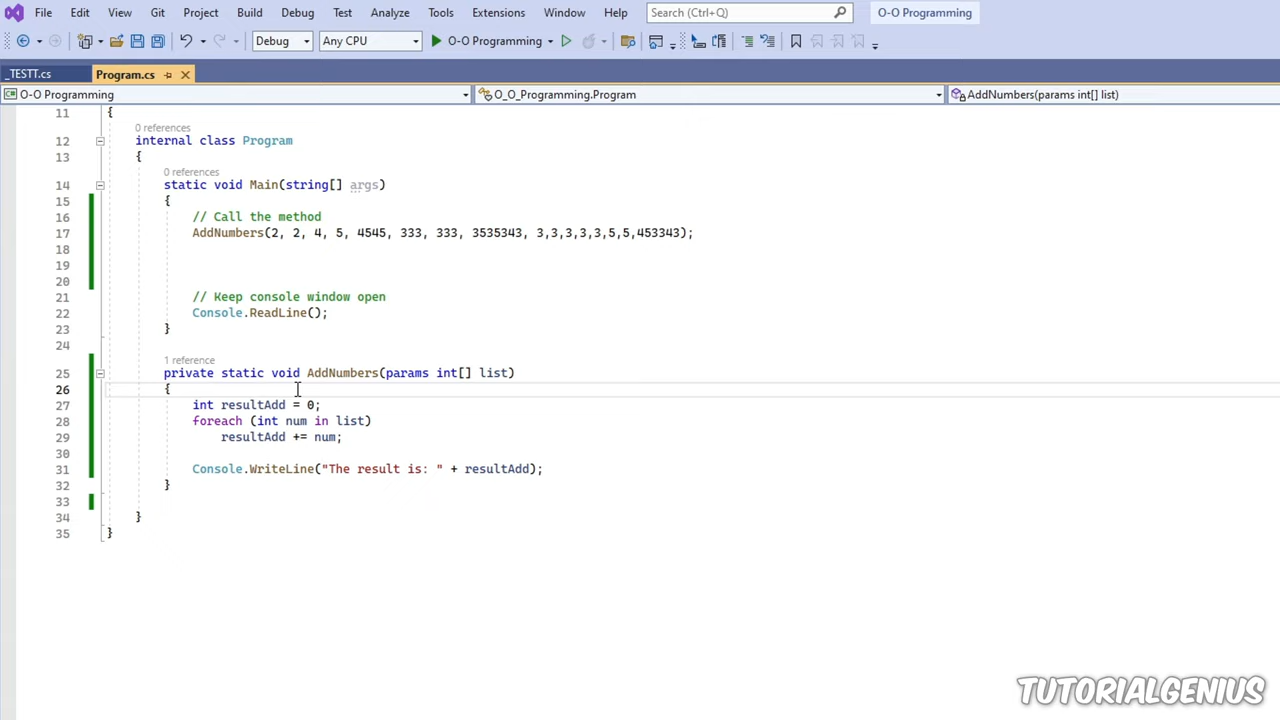 File Edit View Git Project Build Debug Test Analyze Tools Extensions Window Help Search (Ctrl+Q) O-O Programming
Debug Any CPU O-O Programming
_TESTT.cs Program.cs
O-O Programming O_O_Programming.Program AddNumbers(params int[] list)
11 {
0 references
12 internal class Program
13 {
0 references
14 static void Main(string[] args)
15 {
16 // Call the method
17 AddNumbers(2, 2, 4, 5, 4545, 333, 333, 3535343, 3,3,3,3,3,5,5,453343);
18
19
20
21 // Keep console window open
22 Console.ReadLine();
23 }
24
1 reference
25 private static void AddNumbers(params int[] list)
26 {
27 int resultAdd = 0;
28 foreach (int num in list)
29 resultAdd += num;
30
31 Console.WriteLine("The result is: " + resultAdd);
32 }
33
34 }
35 }
TUTORIALGENIUS